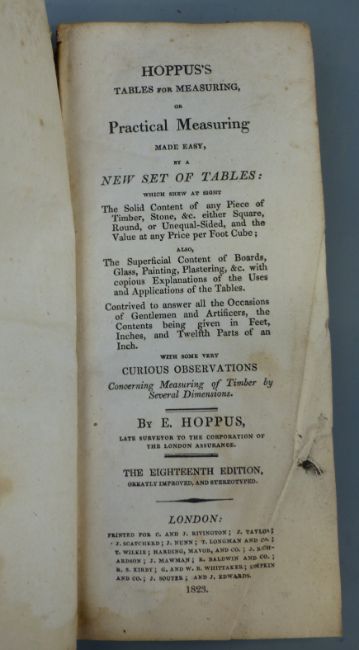 HOPPUS'S
TABLES FOR MEASURING,
OR
Practical Measuring
MADE EASY,
BY A
NEW SET OF TABLES:
WHICH SHEW AT SIGHT
The Solid Content of any Piece of
Timber, Stone, &c. either Square,
Round, or Unequal-Sided, and the
Value at any Price per Foot Cube;
ALSO,
The Superficial Content of Boards,
Glass, Painting, Plastering, &c. with
copious Explanations of the Uses
and Applications of the Tables.
Contrived to answer all the Occasions
of Gentlemen and Artificers, the
Contents being given in Feet,
Inches, and Twelfth Parts of an
Inch.
WITH SOME VERY
CURIOUS OBSERVATIONS
Concerning Measuring of Timber by
Several Dimensions.
BY E. HOPPUS,
LATE SURVEYOR TO THE CORPORATION OF
THE LONDON ASSURANCE.
THE EIGHTEENTH EDITION,
GREATLY IMPROVED, AND STEREOTYPED.
LONDON:
PRINTED FOR C. AND J. RIVINGTON; J. TAYLOR;
J. SCATCHERD; J. NUNN; T. LONGMAN AND CO.;
T. WILKIE; HARDING, MAVOR, AND CO.; J. RICH-
ARDSON; J. MAWMAN; R. BALDWIN AND CO.;
R. S. KIRBY; G. AND W. B. WHITTAKER; SIMPKIN
AND CO.; J. SOUTER; AND J. EDWARDS.
1823.